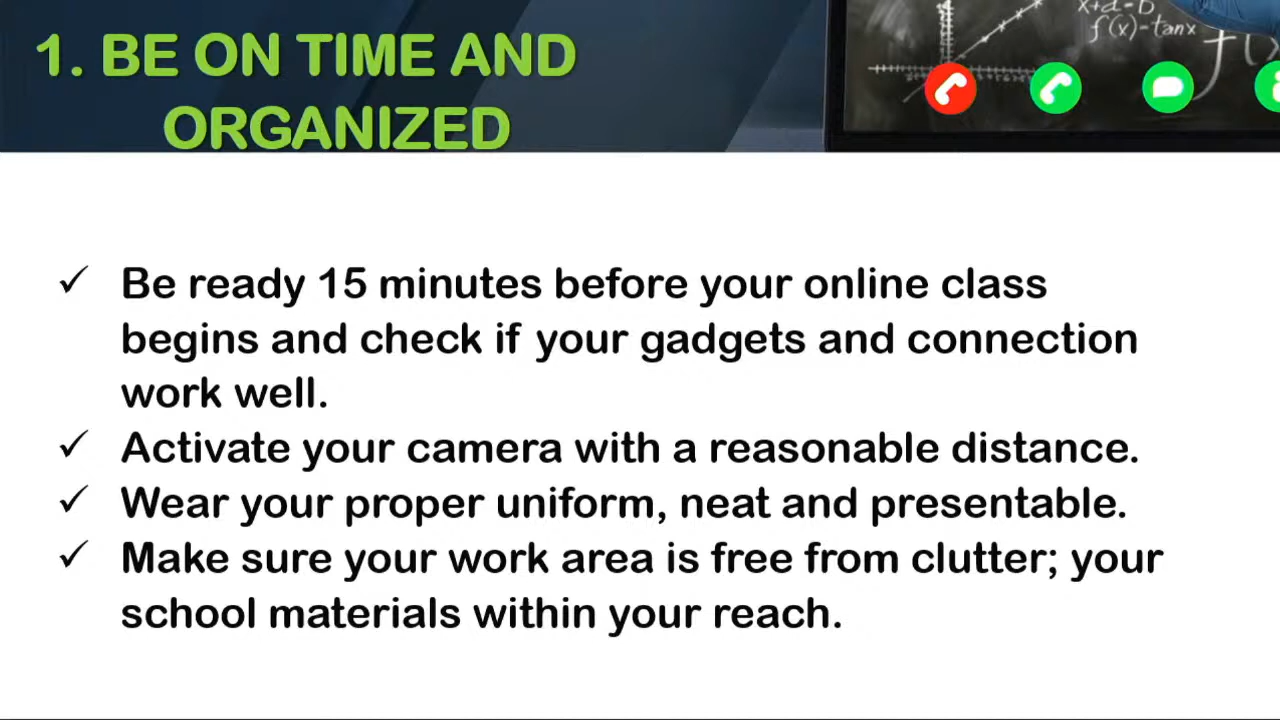 1. BE ON TIME AND
ORGANIZED
x+a=b
f(x)=tanx
✓ Be ready 15 minutes before your online class
begins and check if your gadgets and connection
work well.
✓ Activate your camera with a reasonable distance.
✓ Wear your proper uniform, neat and presentable.
✓ Make sure your work area is free from clutter; your
school materials within your reach.